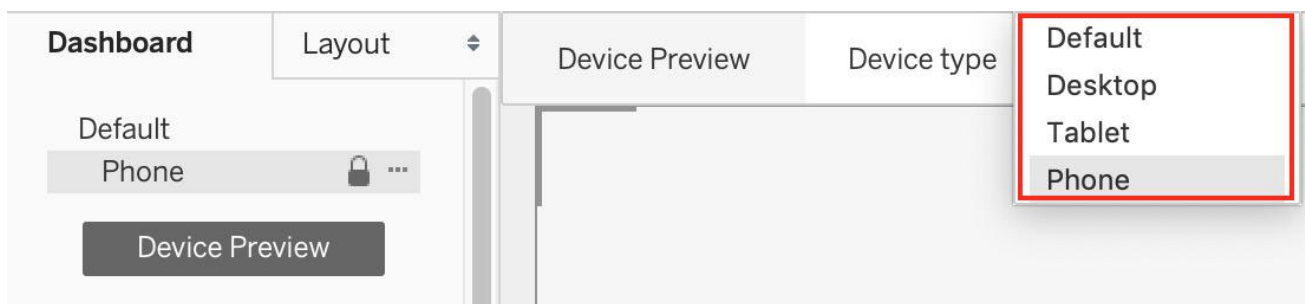 Dashboard
Layout
Default
Phone
Device Preview
Device Preview
Device type
Default
Desktop
Tablet
Phone